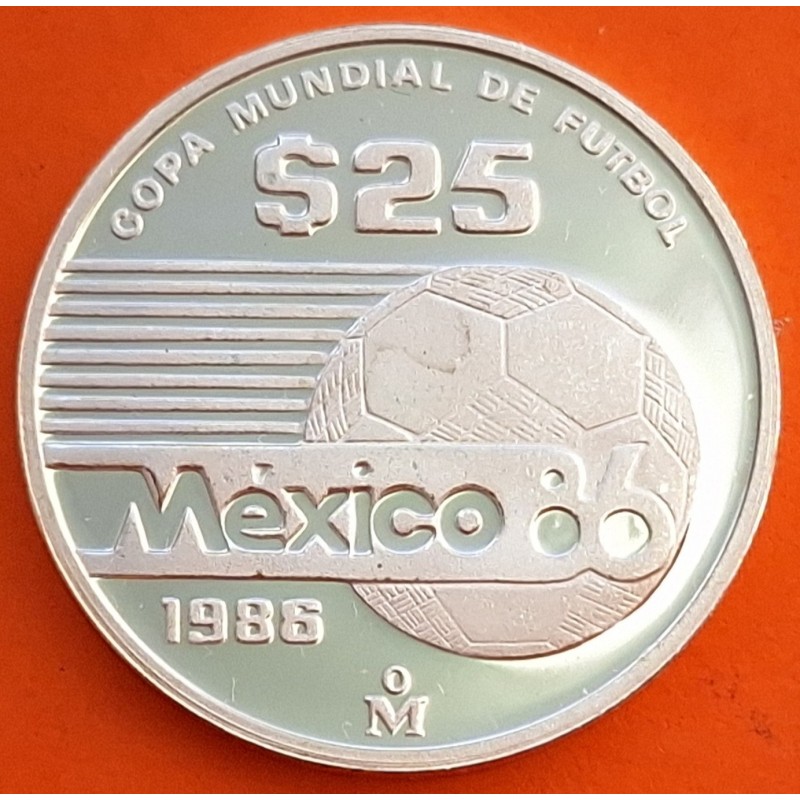 COPA MUNDIAL DE FUTBOL
$25
México 86
1986
o
M